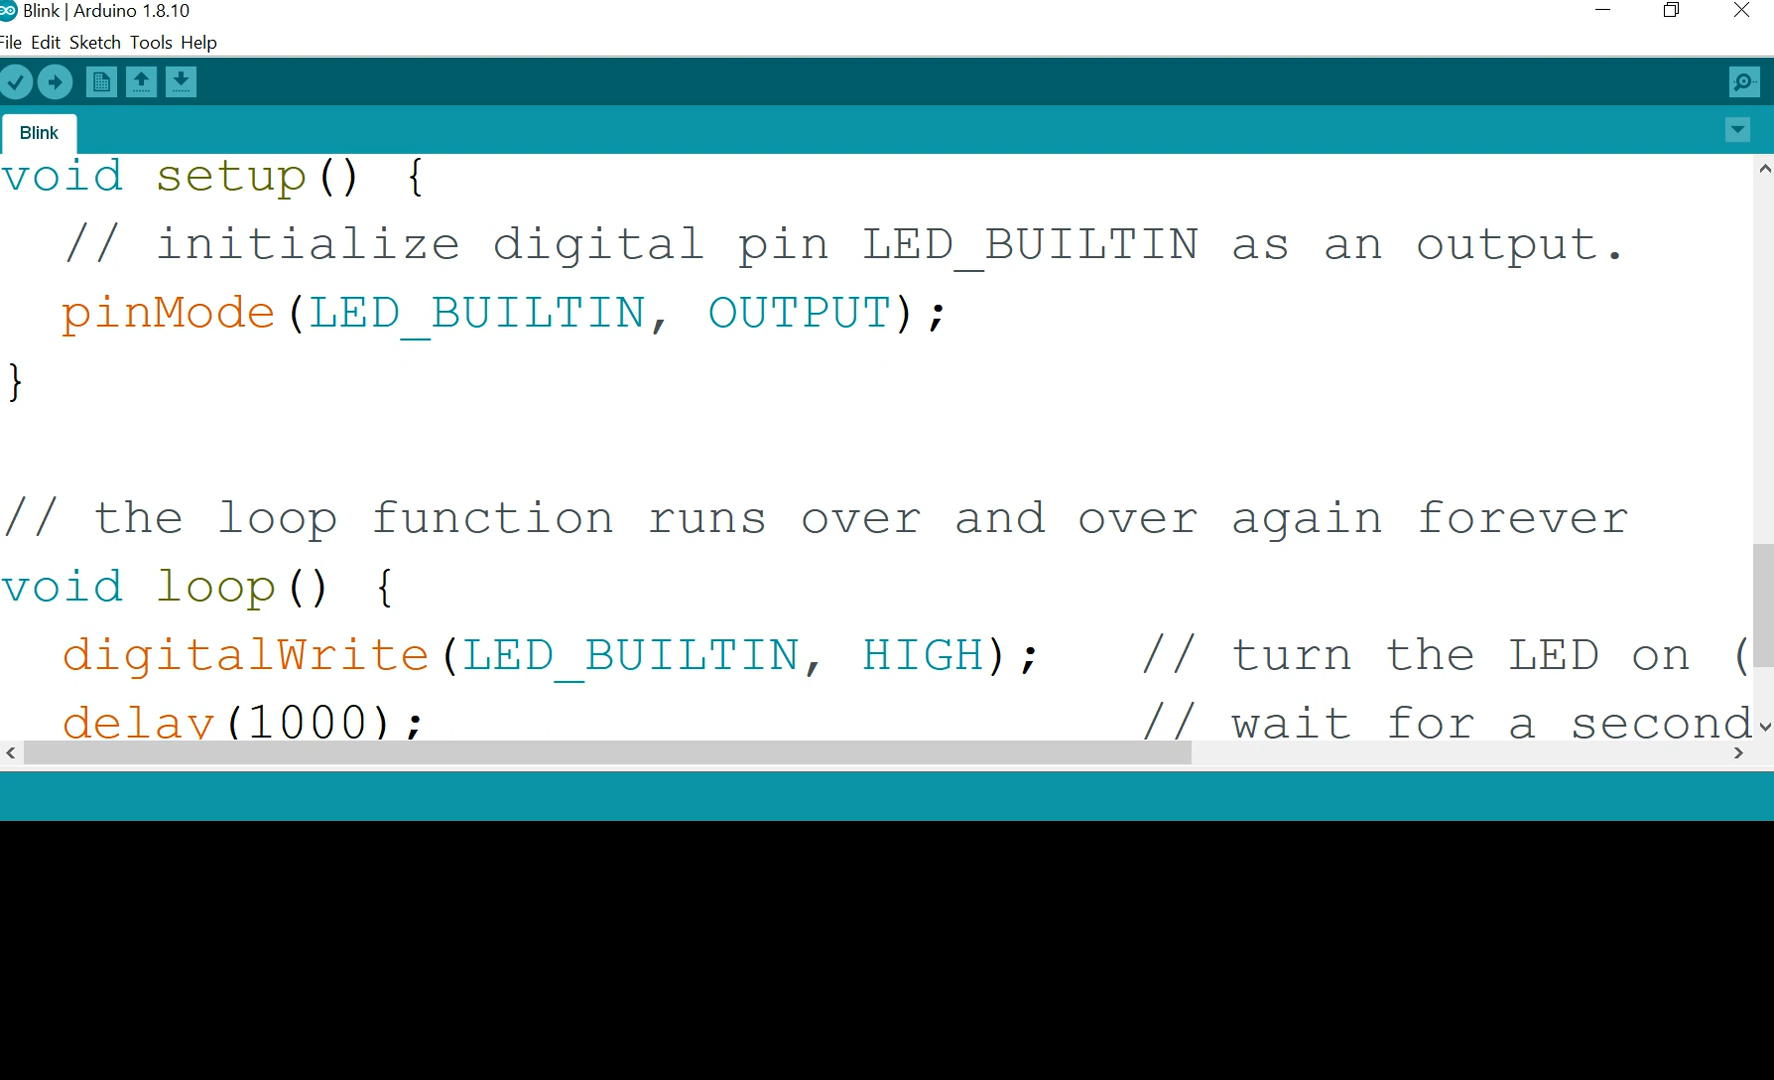 Blink | Arduino 1.8.10
File Edit Sketch Tools Help
Blink
void setup() {
  // initialize digital pin LED_BUILTIN as an output.
  pinMode(LED_BUILTIN, OUTPUT);
}
// the loop function runs over and over again forever
void loop() {
  digitalWrite(LED_BUILTIN, HIGH);   // turn the LED on (
  delay(1000);                       // wait for a second